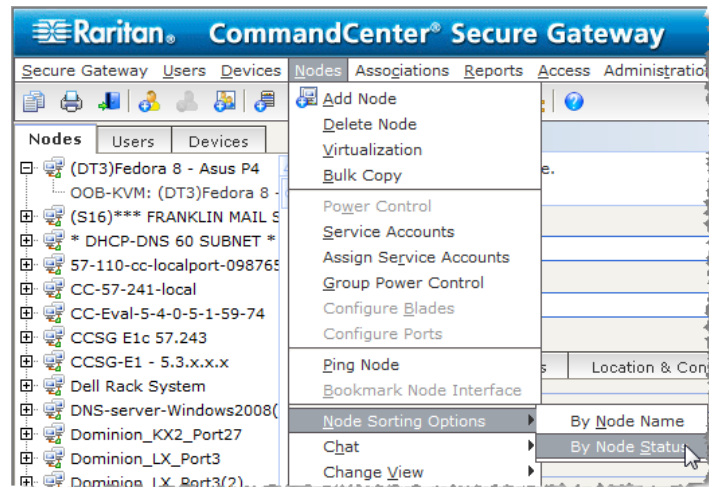 Raritan® CommandCenter® Secure Gateway
Secure Gateway Users Devices Nodes Associations Reports Access
Nodes Users Devices
(DT3)Fedora 8 - Asus P4
OOB-KVM: (DT3)Fedora 8 -
(S16)*** FRANKLIN MAIL
* DHCP-DNS 60 SUBNET *
57-110-cc-localport-09876
CC-57-241-local
CC-Eval-5-4-0-5-1-59-74
CCSG E1c 57.243
CCSG-E1 - 5.3.x.x.x
Dell Rack System
DNS-server-Windows2008(
Dominion_KX2_Port27
Dominion_LX_Port3
Dominion_LX_Port3(2)
Add Node
Delete Node
Virtualization
Bulk Copy
Power Control
Service Accounts
Assign Service Accounts
Group Power Control
Configure Blades
Configure Ports
Ping Node
Bookmark Node Interface
Node Sorting Options
Chat
Change View
By Node Name
By Node Status
e.
s Location &